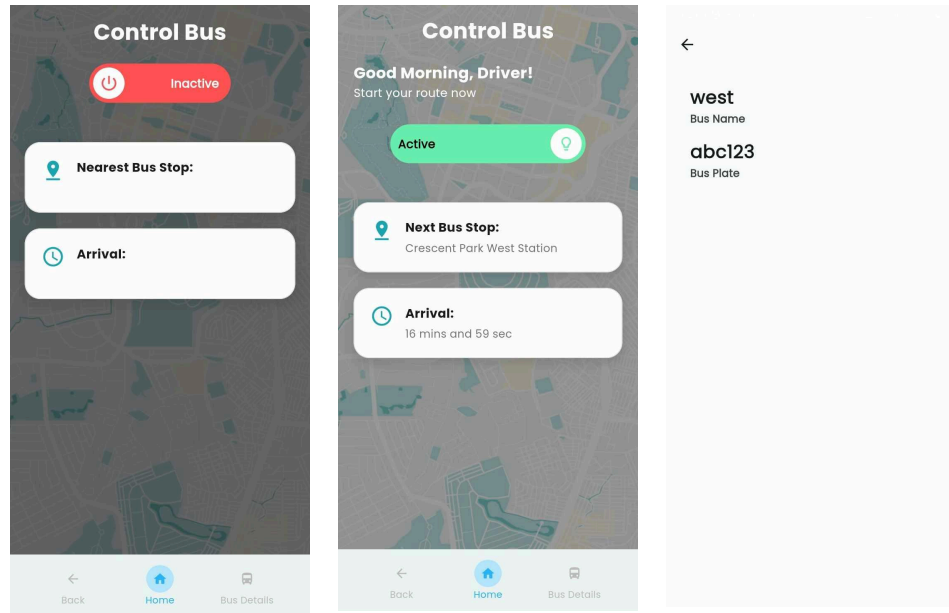 Control Bus
Inactive
Nearest Bus Stop:
Arrival:
Back
Home
Bus Details
Control Bus
Good Morning, Driver!
Start your route now
Active
Next Bus Stop:
Crescent Park West Station
Arrival:
16 mins and 59 sec
Back
Home
Bus Details
west
Bus Name
abc123
Bus Plate